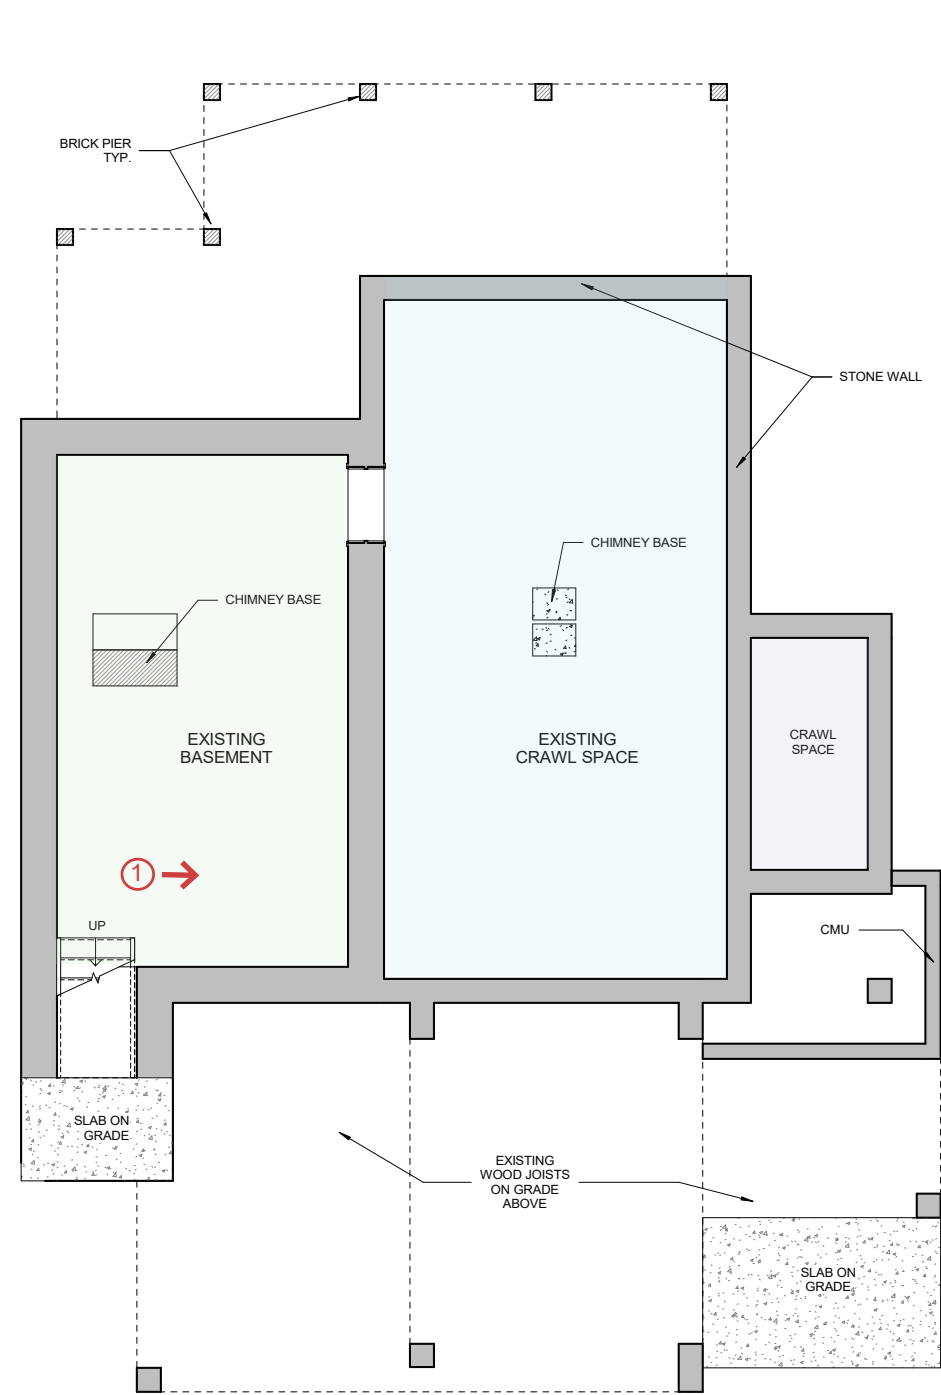 BRICK PIER
TYP.
STONE WALL
CHIMNEY BASE
CHIMNEY BASE
EXISTING
BASEMENT
EXISTING
CRAWL SPACE
CRAWL
SPACE
1
UP
CMU
SLAB ON
GRADE
EXISTING
WOOD JOISTS
ON GRADE
ABOVE
SLAB ON
GRADE